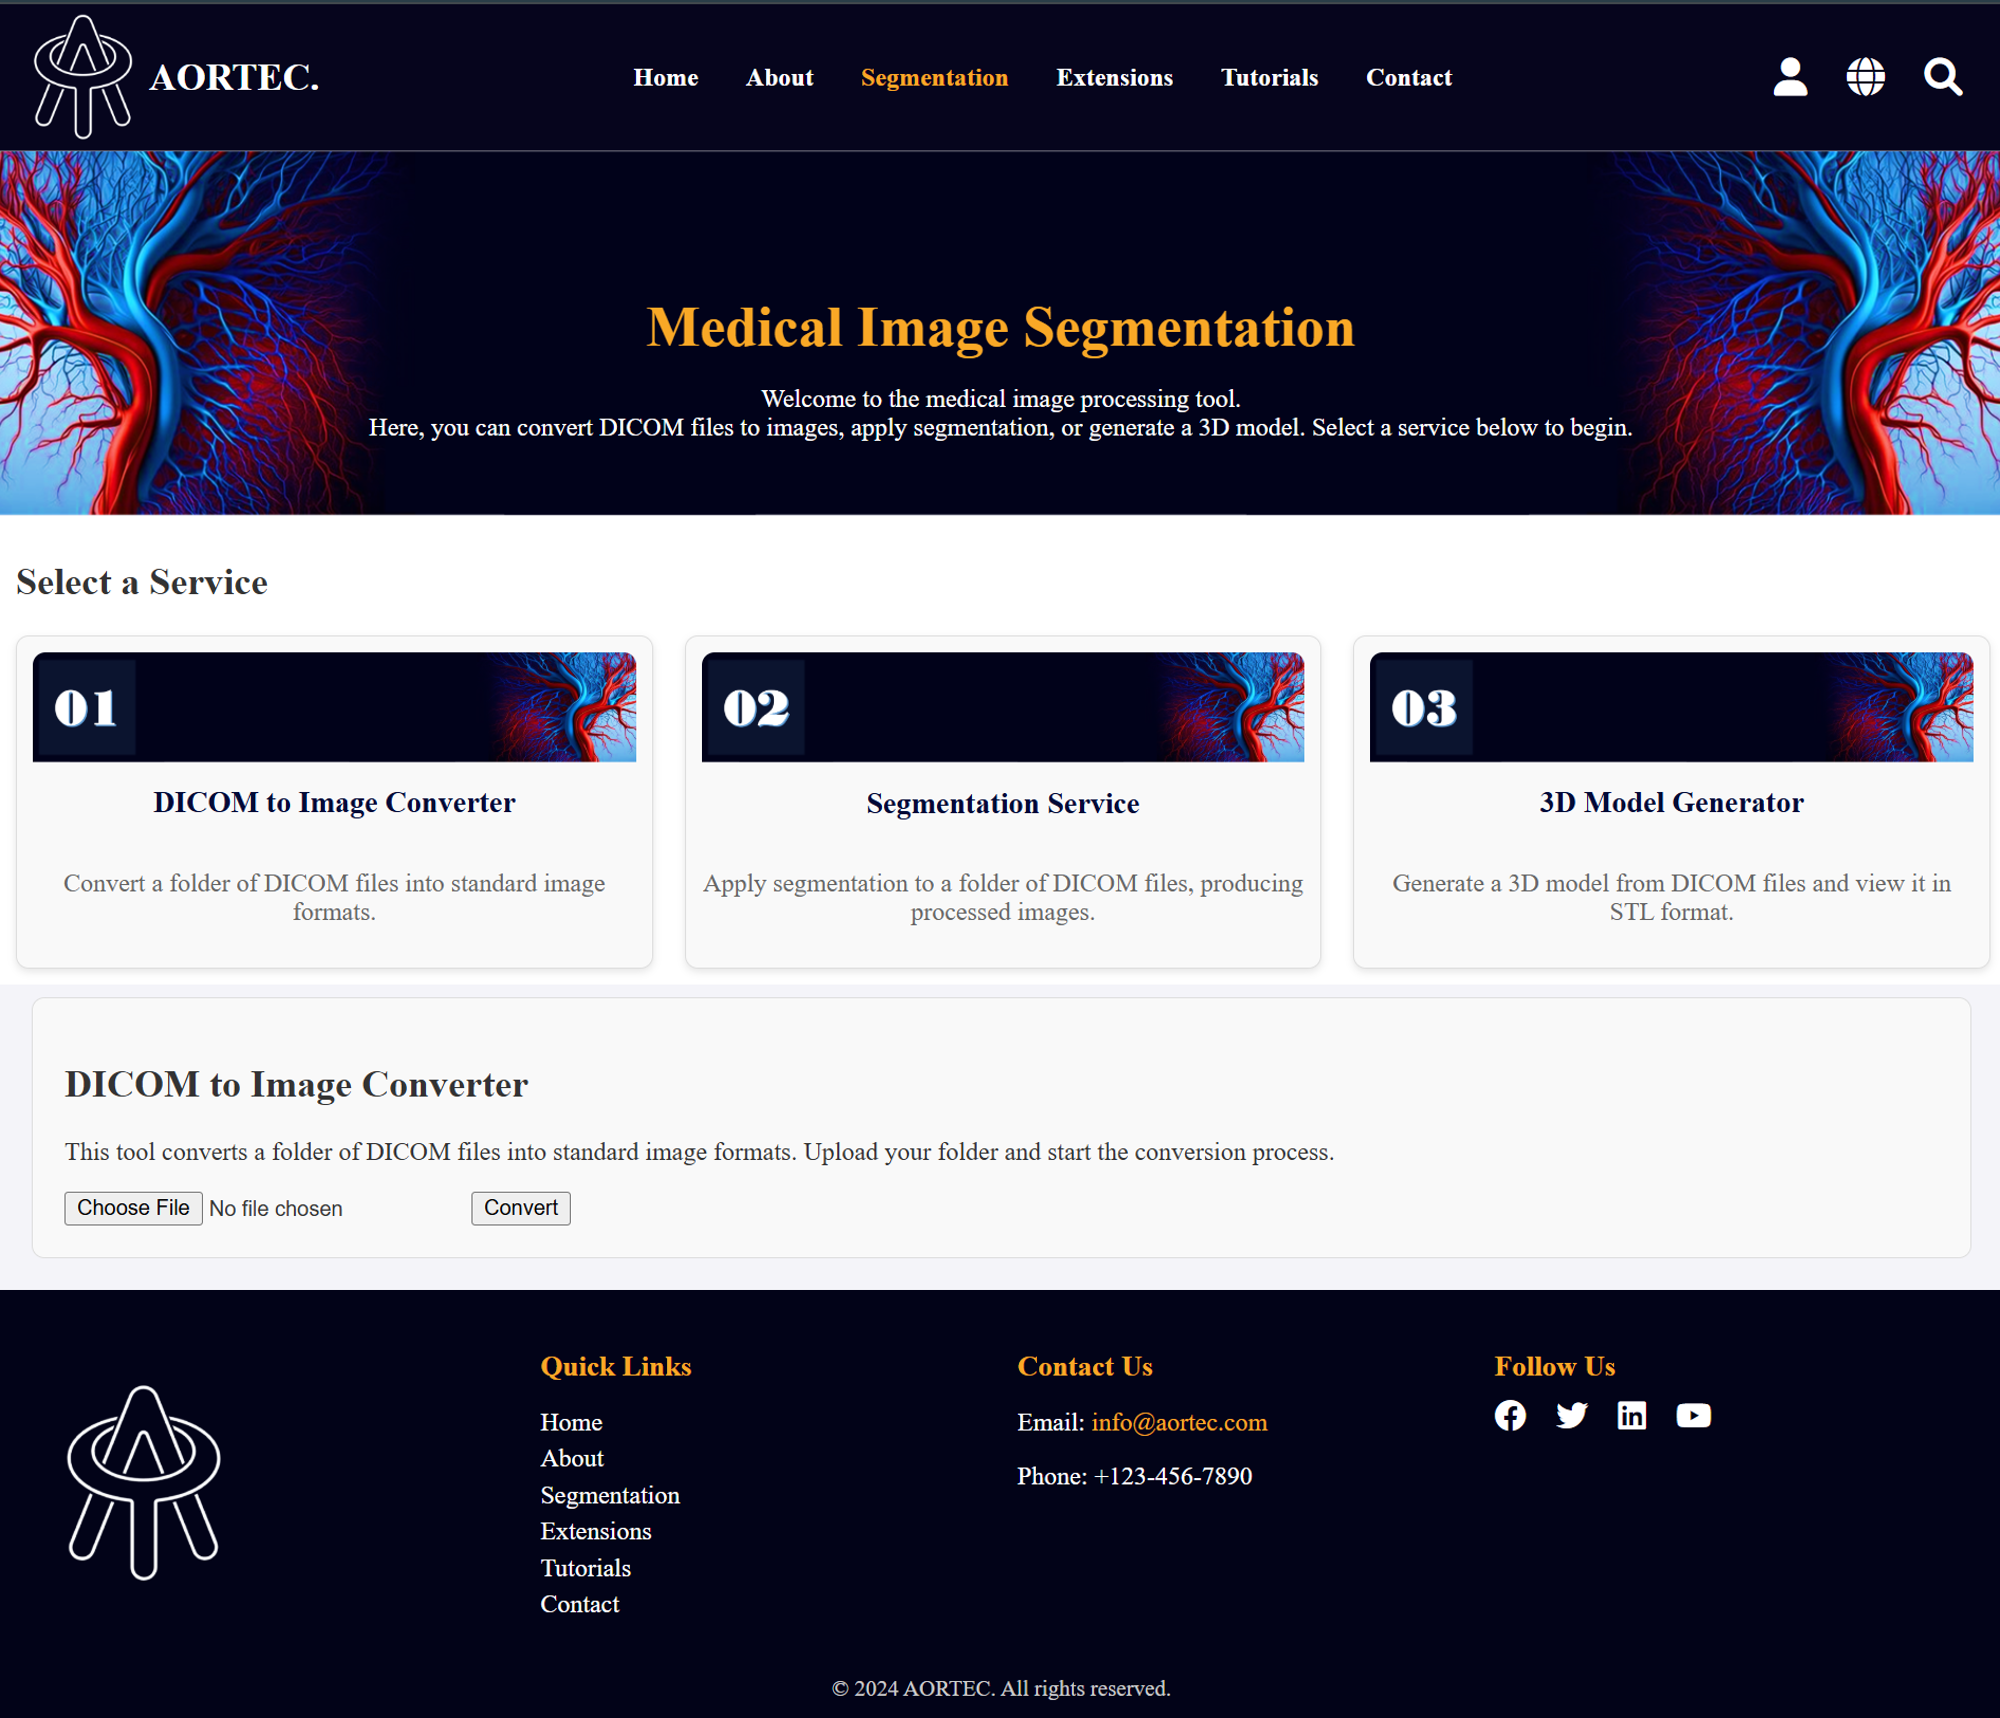 AORTEC.
Home About Segmentation Extensions Tutorials Contact
Medical Image Segmentation
Welcome to the medical image processing tool.
Here, you can convert DICOM files to images, apply segmentation, or generate a 3D model. Select a service below to begin.
Select a Service
01
DICOM to Image Converter
Convert a folder of DICOM files into standard image
formats.
02
Segmentation Service
Apply segmentation to a folder of DICOM files, producing
processed images.
03
3D Model Generator
Generate a 3D model from DICOM files and view it in
STL format.
DICOM to Image Converter
This tool converts a folder of DICOM files into standard image formats. Upload your folder and start the conversion process.
Choose File No file chosen Convert
Quick Links
Home
About
Segmentation
Extensions
Tutorials
Contact
Contact Us
Email: info@aortec.com
Phone: +123-456-7890
Follow Us
© 2024 AORTEC. All rights reserved.